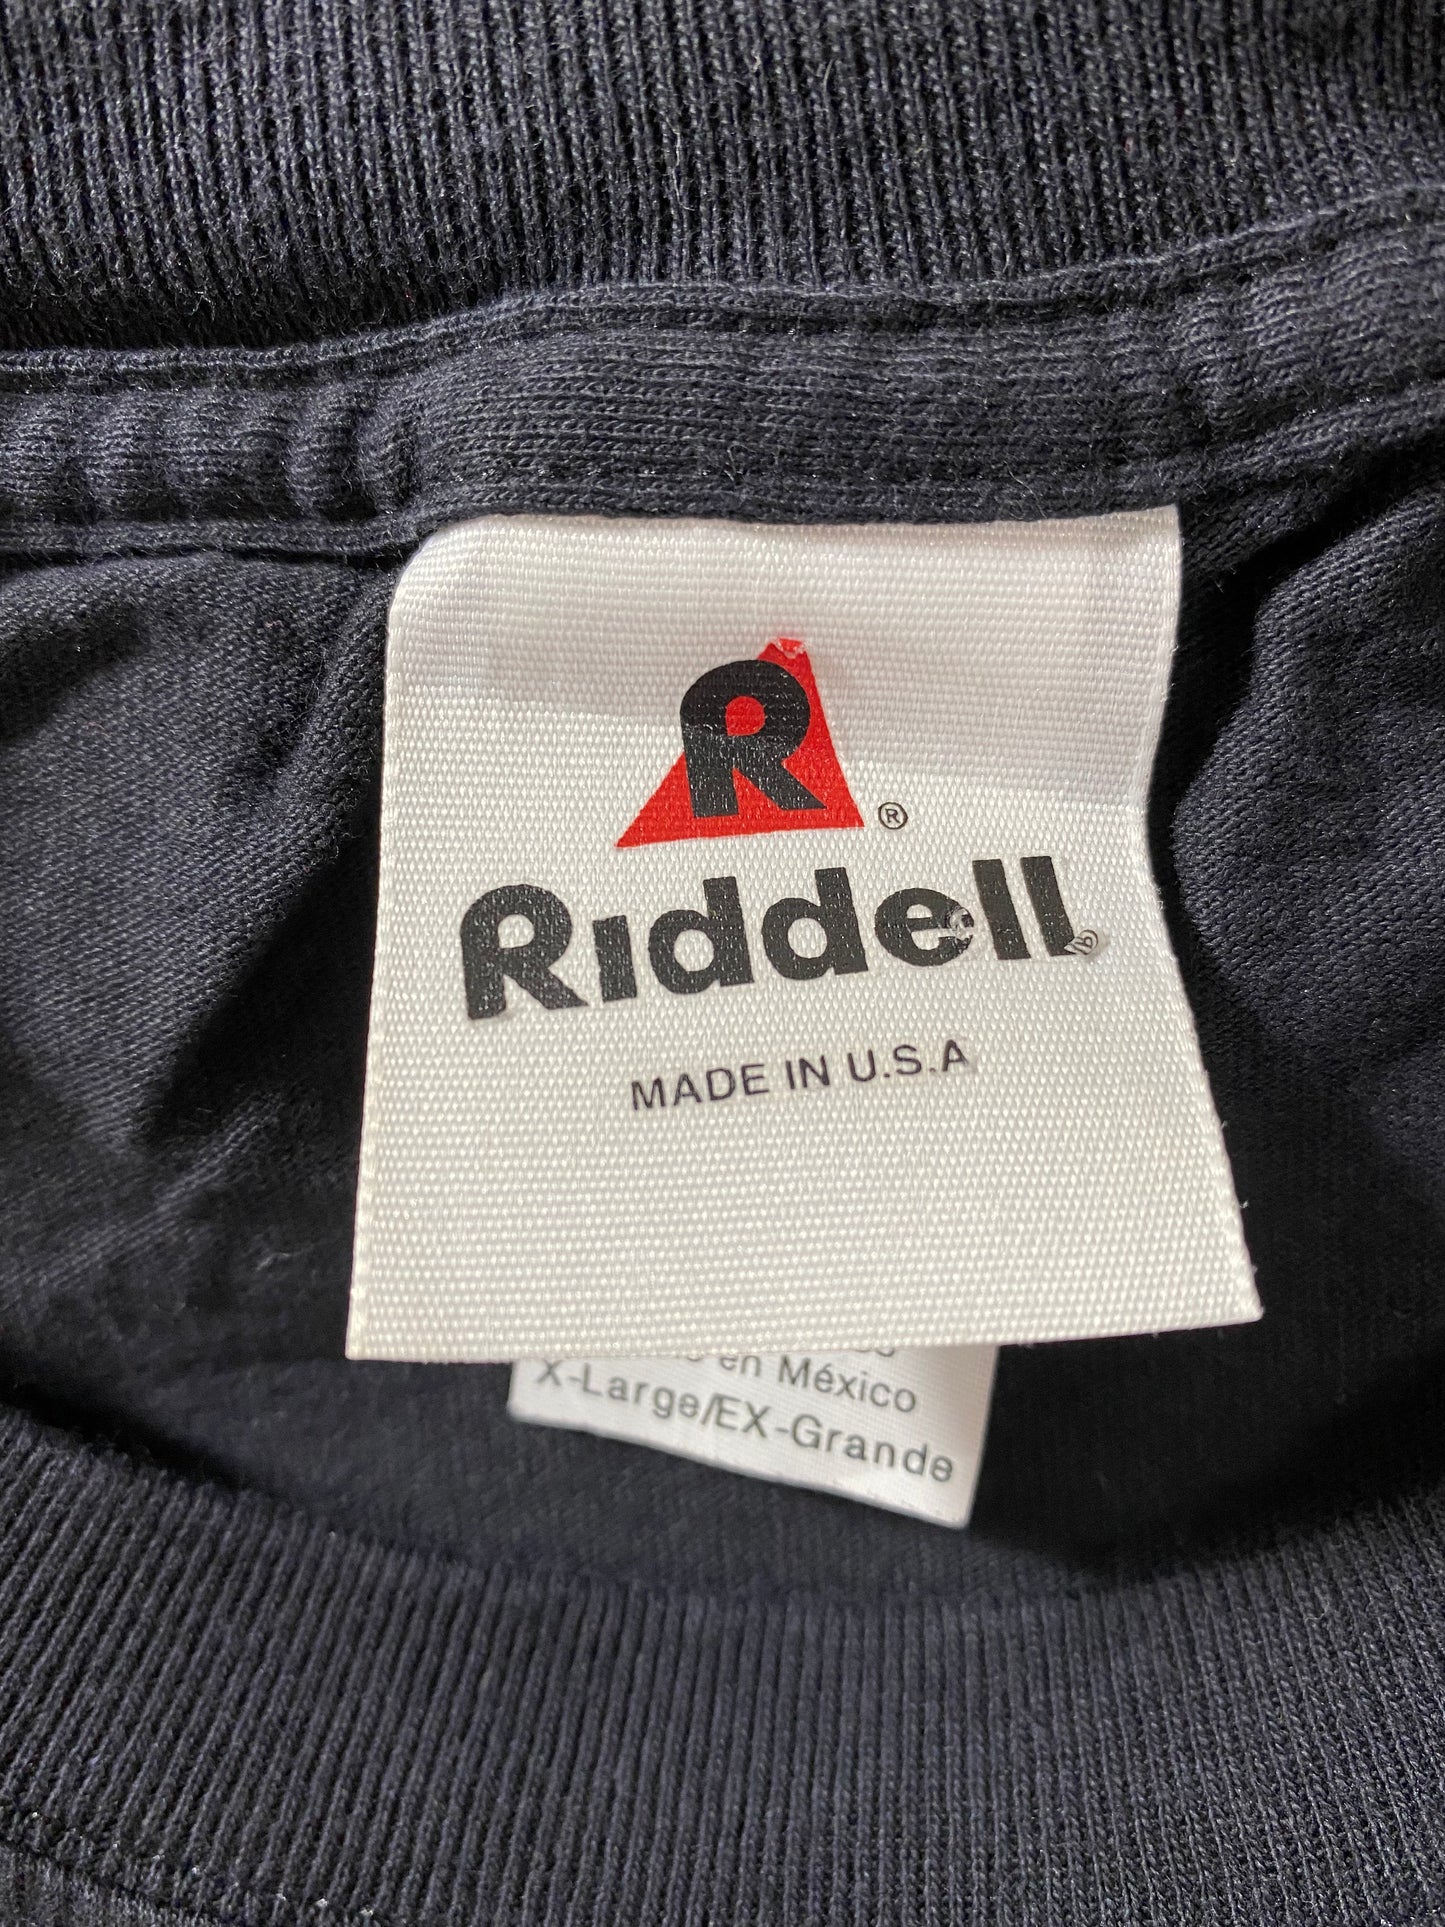 R ®
Riddell®
MADE IN U.S.A
en México
X-Large/EX-Grande